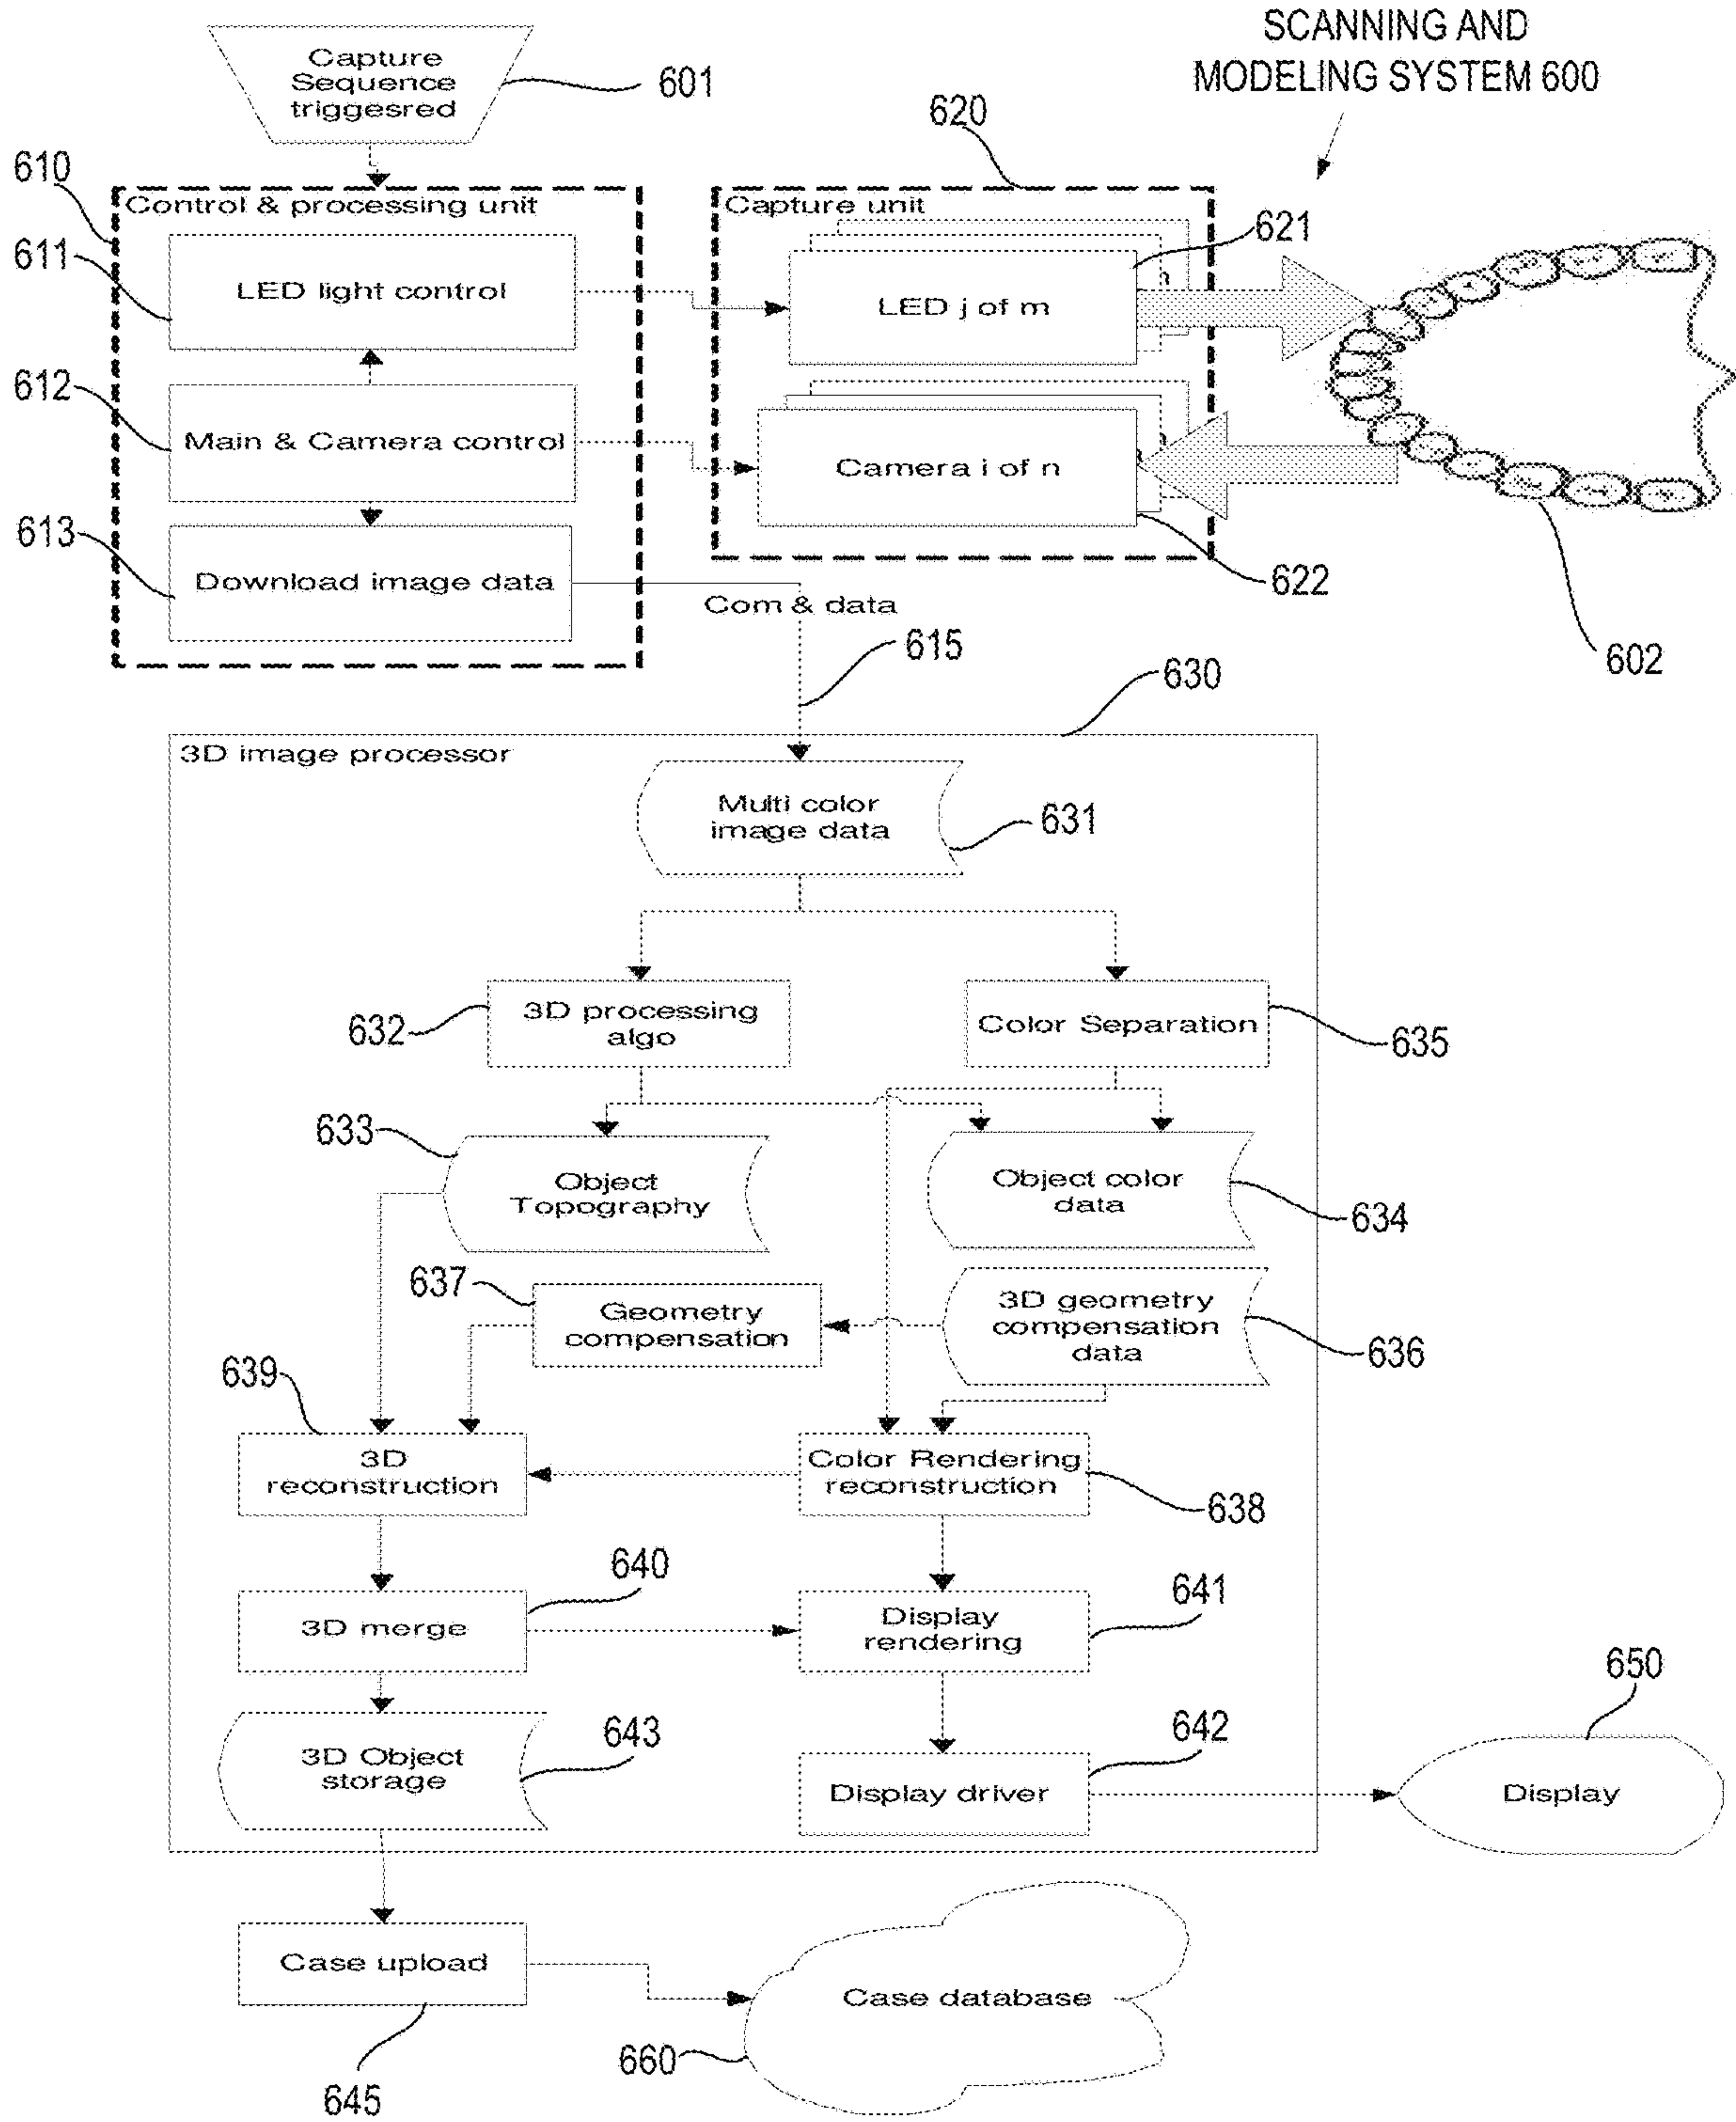 SCANNING AND
MODELING SYSTEM 600
Capture
Sequence
triggesred
601
620
610
Control & processing unit
Capture unit
621
611
LED light control
LED j of m
612
Main & Camera control
Camera i of n
613
Download image data
622
Com & data
615
602
630
3D image processor
Multi color
image data
631
3D processing
algo
632
Color Separation
635
633
Object
Topography
Object color
data
634
637
Geometry
compensation
3D geometry
compensation
data
636
639
3D
reconstruction
Color Rendering
reconstruction
638
640
641
3D merge
Display
rendering
650
643
642
3D Object
storage
Display driver
Display
Case upload
Case database
660
645